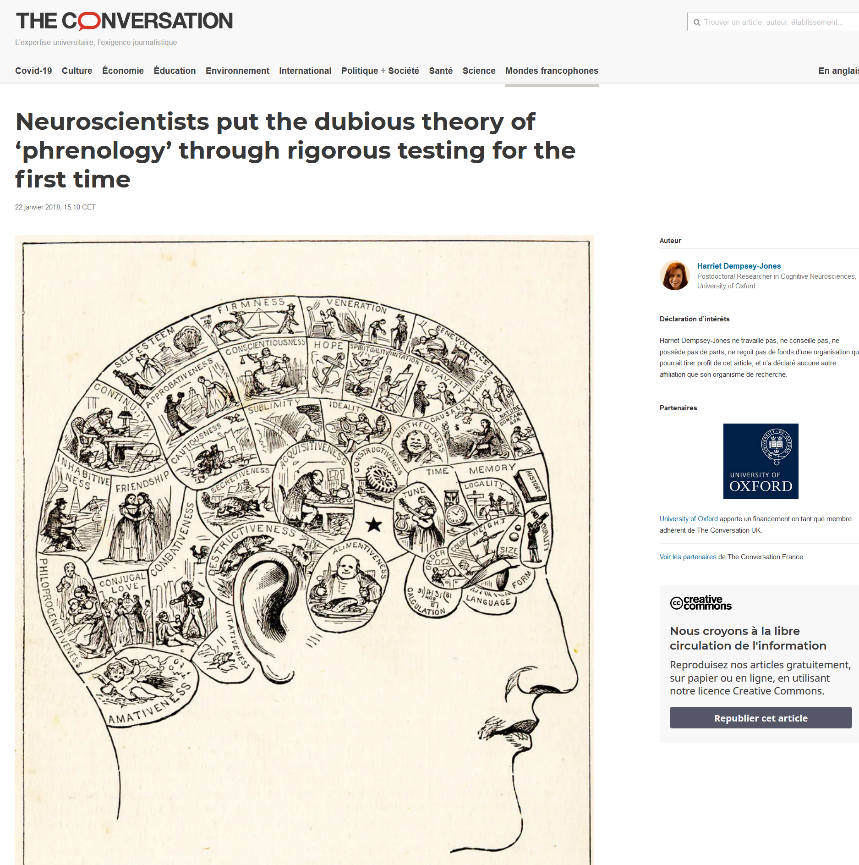 THE CONVERSATION
L'expertise universitaire, l'exigence journalistique
Trouver un article, auteur, établissement...
Covid-19 Culture Économie Éducation Environnement International Politique + Société Santé Science Mondes francophones En anglais
Neuroscientists put the dubious theory of
‘phrenology’ through rigorous testing for the
first time
22 janvier 2018, 15:10 CET
FIRMNESS
VENERATION
SELF ESTEEM
BENEVOLENCE
CONSCIENTIOUSNESS
HOPE
SPIRITUALITY
CONTINUITY
APPROBATIVENESS
SUBLIMITY
IDEALITY
MIRTHFULNESS
CAUTIOUSNESS
ACQUISITIVENESS
CONSTRUCTIVENESS
TIME
MEMORY
INHABITIVE
NESS
FRIENDSHIP
SECRETIVENESS
TUNE
LOCALITY
COMBATIVENESS
DESTRUCTIVENESS
ALIMENTIVENESS
WEIGHT
ORDER
SIZE
FORM
PHILOPROGENITIVENESS
CONJUGAL
LOVE
VITATIVENESS
CALCULATION
LANGUAGE
AMATIVENESS
Auteur
Harriet Dempsey-Jones
Postdoctoral Researcher in Cognitive Neurosciences,
University of Oxford
Déclaration d'intérêts
Harriet Dempsey-Jones ne travaille pas, ne conseille pas, ne
possède pas de parts, ne reçoit pas de fonds d'une organisation qu
pourrait tirer profit de cet article, et n'a déclaré aucune autre
affiliation que son organisme de recherche.
Partenaires
UNIVERSITY OF
OXFORD
University of Oxford apporte un financement en tant que membre
adhérent de The Conversation UK.
Voir les partenaires de The Conversation France
cc creative
commons
Nous croyons à la libre
circulation de l'information
Reproduisez nos articles gratuitement,
sur papier ou en ligne, en utilisant
notre licence Creative Commons.
Republier cet article